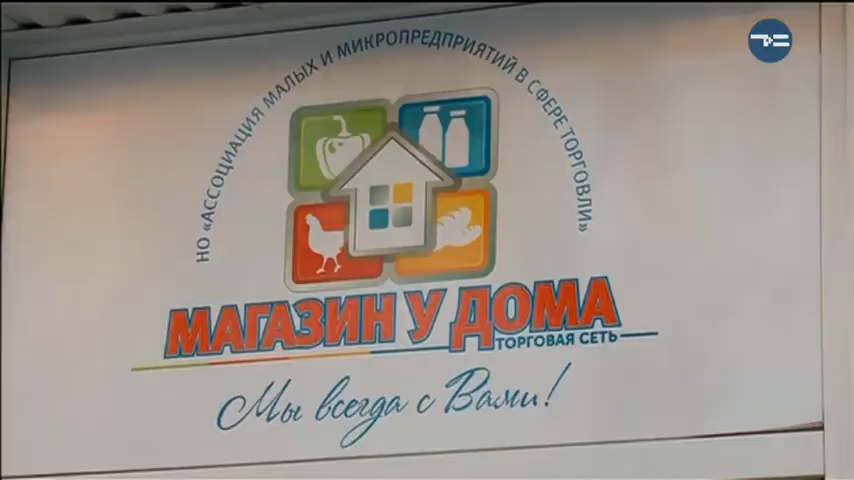 НО «АССОЦИАЦИЯ МАЛЫХ И МИКРОПРЕДПРИЯТИЙ В СФЕРЕ ТОРГОВЛИ»
МАГАЗИН У ДОМА
ТОРГОВАЯ СЕТЬ
Мы всегда с Вами!